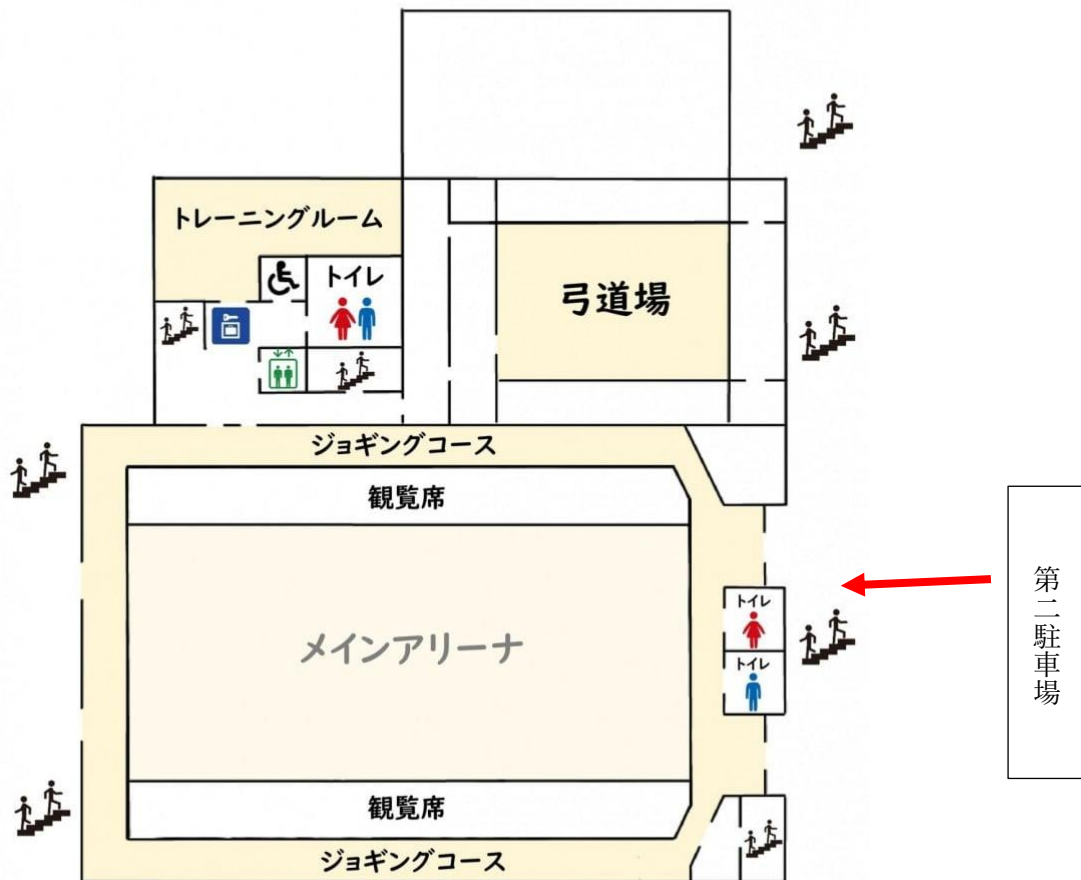 トレーニングルーム
トイレ
弓道場
ジョギングコース
観覧席
メインアリーナ
トイレ
トイレ
第二駐車場
観覧席
ジョギングコース